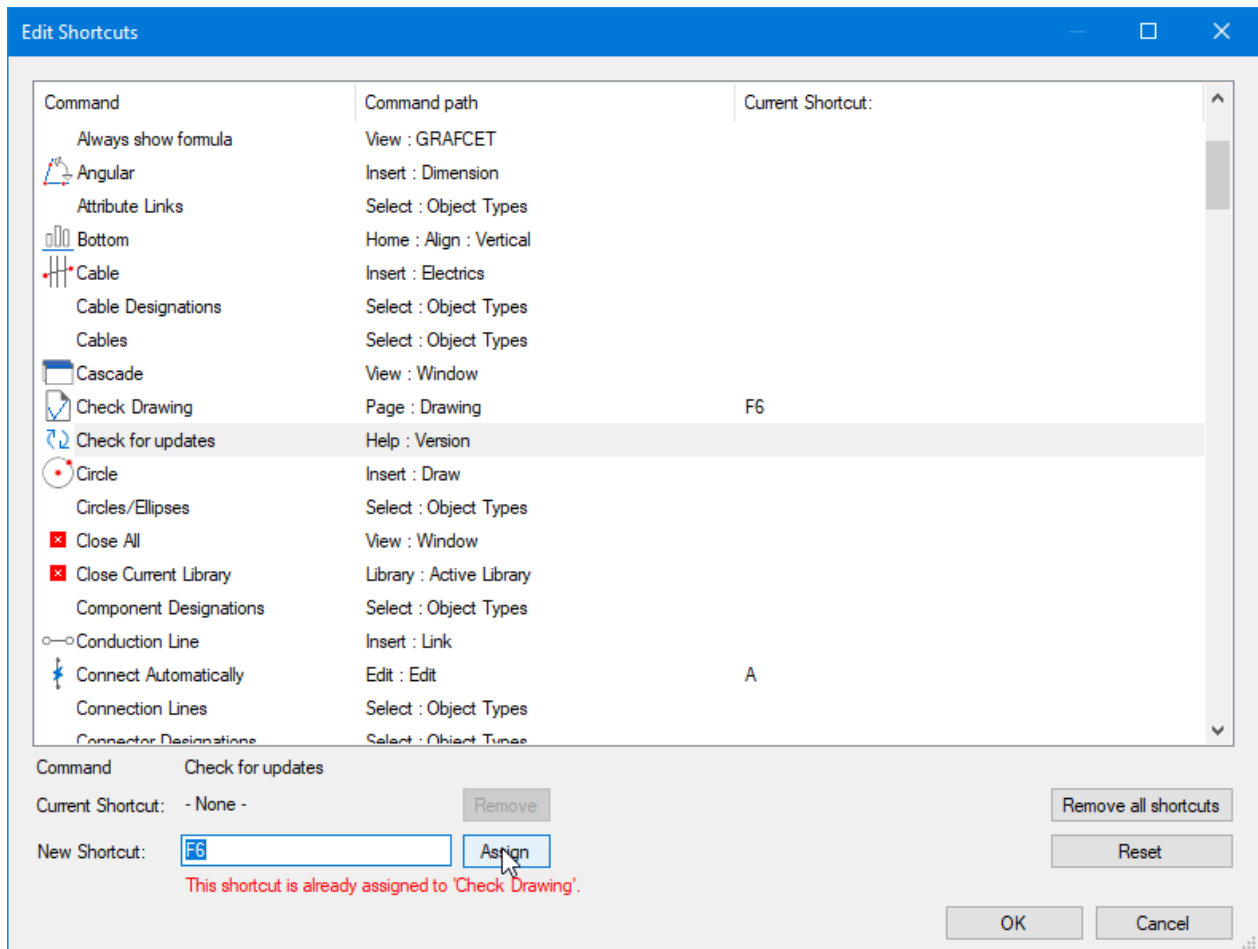 Edit Shortcuts
Command Command path Current Shortcut:
Always show formula View : GRAFCET
Angular Insert : Dimension
Attribute Links Select : Object Types
Bottom Home : Align : Vertical
Cable Insert : Electrics
Cable Designations Select : Object Types
Cables Select : Object Types
Cascade View : Window
Check Drawing Page : Drawing F6
Check for updates Help : Version
Circle Insert : Draw
Circles/Ellipses Select : Object Types
Close All View : Window
Close Current Library Library : Active Library
Component Designations Select : Object Types
Conduction Line Insert : Link
Connect Automatically Edit : Edit A
Connection Lines Select : Object Types
Connector Designations Select : Object Types
Command Check for updates
Current Shortcut: - None - Remove Remove all shortcuts
New Shortcut: F6 Assign Reset
This shortcut is already assigned to 'Check Drawing'.
OK Cancel